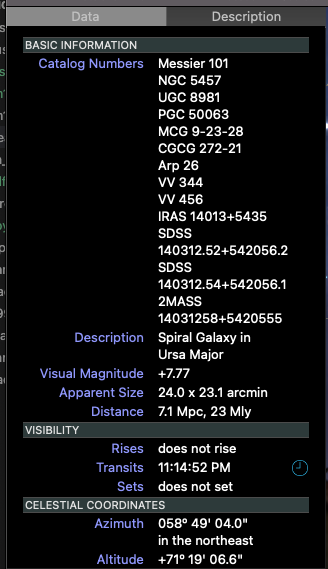 Data Description
BASIC INFORMATION
Catalog Numbers Messier 101
NGC 5457
UGC 8981
PGC 50063
MCG 9-23-28
CGCG 272-21
Arp 26
VV 344
VV 456
IRAS 14013+5435
SDSS
140312.52+542056.2
SDSS
140312.54+542056.1
2MASS
14031258+5420555
Description Spiral Galaxy in
Ursa Major
Visual Magnitude +7.77
Apparent Size 24.0 x 23.1 arcmin
Distance 7.1 Mpc, 23 Mly
VISIBILITY
Rises does not rise
Transits 11:14:52 PM
Sets does not set
CELESTIAL COORDINATES
Azimuth 058° 49' 04.0"
in the northeast
Altitude +71° 19' 06.6"